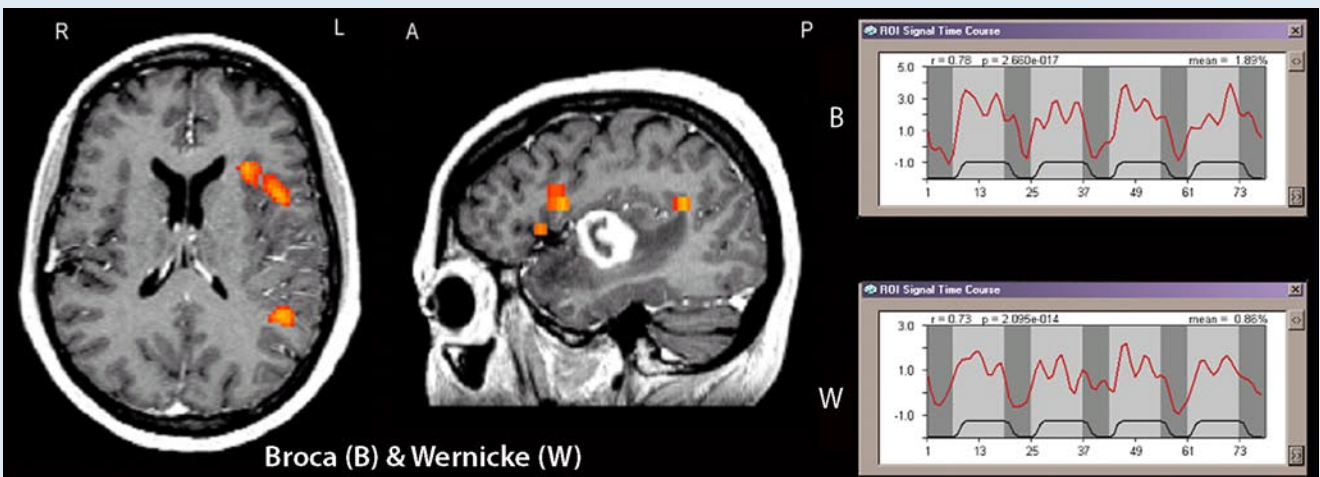 R L A P
ROI Signal Time Course
r = 0.78 p = 2.660e-017 mean = 1.89%
5.0
3.0
1.0
-1.0
1 13 25 37 49 61 73
B
ROI Signal Time Course
r = 0.73 p = 2.095e-014 mean = 0.86%
3.0
1.0
-1.0
1 13 25 37 49 61 73
W
Broca (B) & Wernicke (W)